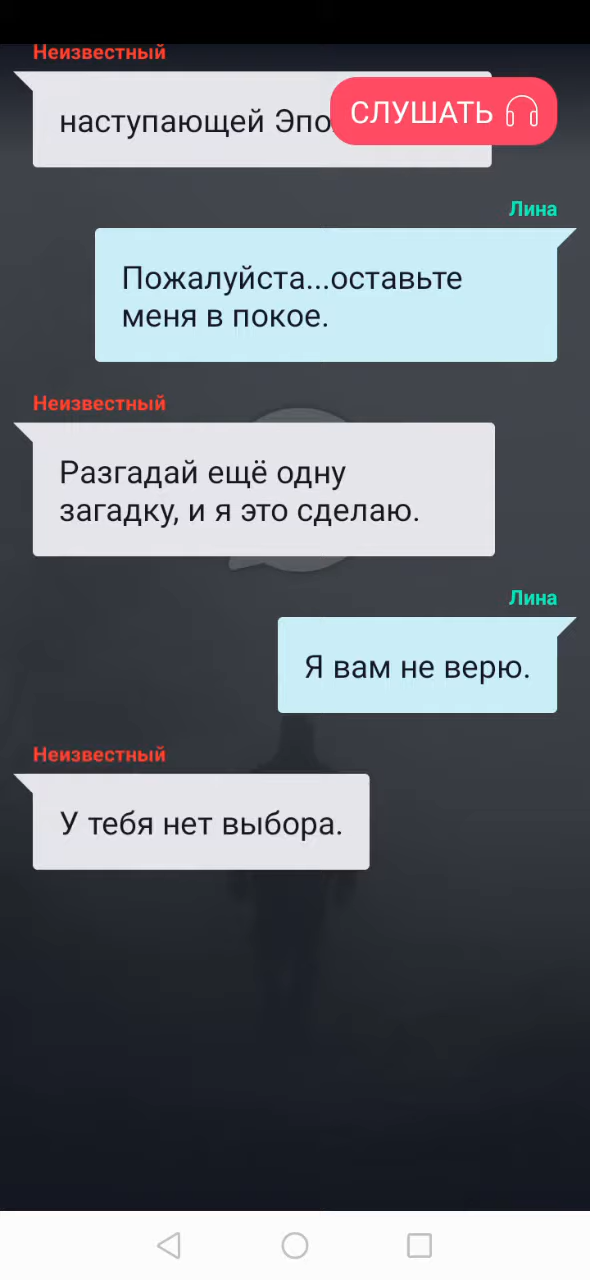 Неизвестный
наступающей
СЛУШАТЬ
Лина
Пожалуйста...оставьте
меня в покое.
Неизвестный
Разгадай ещё одну
загадку, и я это сделаю.
Лина
Я вам не верю.
Неизвестный
У тебя нет выбора.